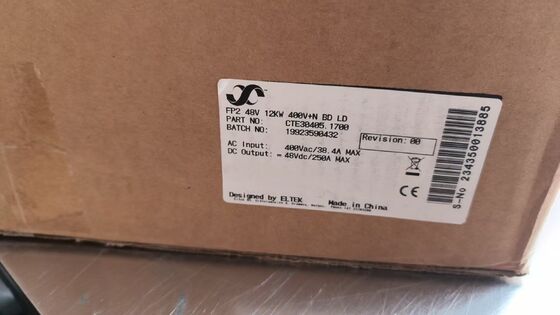 FP2 48V 12KW 400V+N BD LD
PART NO: CTE30405.1700
BATCH NO: 19923590432
Revision: 00
AC Input: 400Vac/38.4A MAX
DC Output: = 48Vdc/250A MAX
CE
Designed by ELTEK Made in China
S-No 234350013885